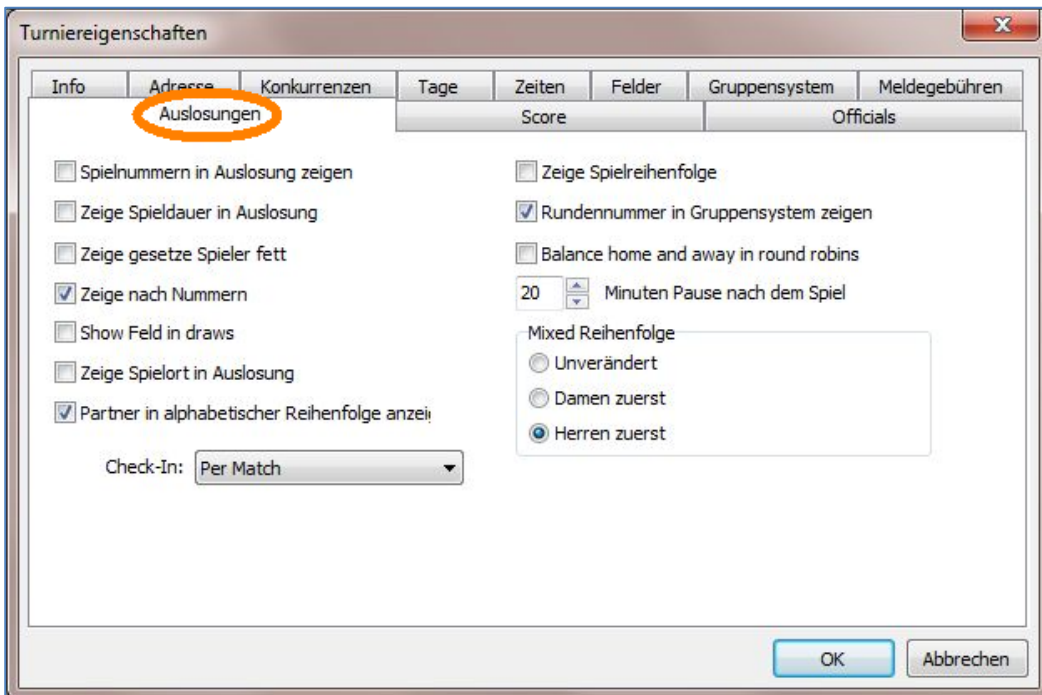 Turniereigenschaften
Info Adresse Konkurrenzen Tage Zeiten Felder Gruppensystem Meldegebühren
Auslosungen Score Officials
Spielnummern in Auslosung zeigen
Zeige Spieldauer in Auslosung
Zeige gesetze Spieler fett
Zeige nach Nummern
Show Feld in draws
Zeige Spielort in Auslosung
Partner in alphabetischer Reihenfolge anzei
Check-In: Per Match
Zeige Spielreihenfolge
Rundennummer in Gruppensystem zeigen
Balance home and away in round robins
20 Minuten Pause nach dem Spiel
Mixed Reihenfolge
Unverändert
Damen zuerst
Herren zuerst
OK Abbrechen